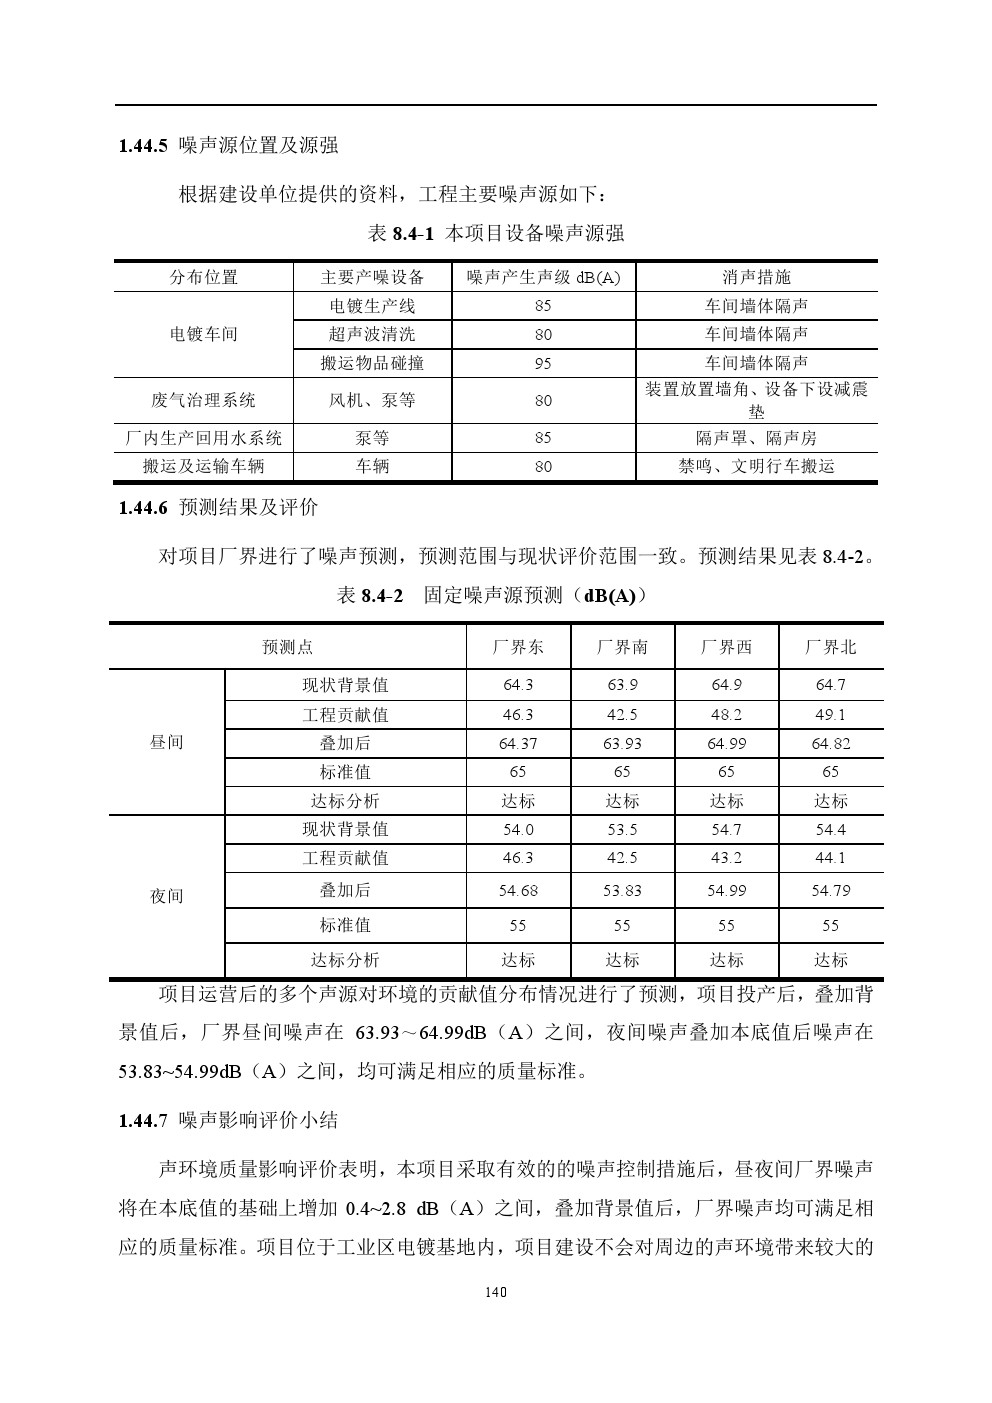 1.44.5 噪声源位置及源强
根据建设单位提供的资料，工程主要噪声源如下：
表 8.4-1 本项目设备噪声源强
分布位置 主要产噪设备 噪声产生声级 dB(A) 消声措施
电镀车间 电镀生产线 85 车间墙体隔声
超声波清洗 80 车间墙体隔声
搬运物品碰撞 95 车间墙体隔声
废气治理系统 风机、泵等 80 装置放置墙角、设备下设减震
垫
厂内生产回用水系统 泵等 85 隔声罩、隔声房
搬运及运输车辆 车辆 80 禁鸣、文明行车搬运
1.44.6 预测结果及评价
对项目厂界进行了噪声预测，预测范围与现状评价范围一致。预测结果见表 8.4-2。
表 8.4-2 固定噪声源预测（dB(A)）
预测点 厂界东 厂界南 厂界西 厂界北
昼间 现状背景值 64.3 63.9 64.9 64.7
工程贡献值 46.3 42.5 48.2 49.1
叠加后 64.37 63.93 64.99 64.82
标准值 65 65 65 65
达标分析 达标 达标 达标 达标
夜间 现状背景值 54.0 53.5 54.7 54.4
工程贡献值 46.3 42.5 43.2 44.1
叠加后 54.68 53.83 54.99 54.79
标准值 55 55 55 55
达标分析 达标 达标 达标 达标
项目运营后的多个声源对环境的贡献值分布情况进行了预测，项目投产后，叠加背
景值后，厂界昼间噪声在 63.93～64.99dB（A）之间，夜间噪声叠加本底值后噪声在
53.83~54.99dB（A）之间，均可满足相应的质量标准。
1.44.7 噪声影响评价小结
声环境质量影响评价表明，本项目采取有效的的噪声控制措施后，昼夜间厂界噪声
将在本底值的基础上增加 0.4~2.8 dB（A）之间，叠加背景值后，厂界噪声均可满足相
应的质量标准。项目位于工业区电镀基地内，项目建设不会对周边的声环境带来较大的
140